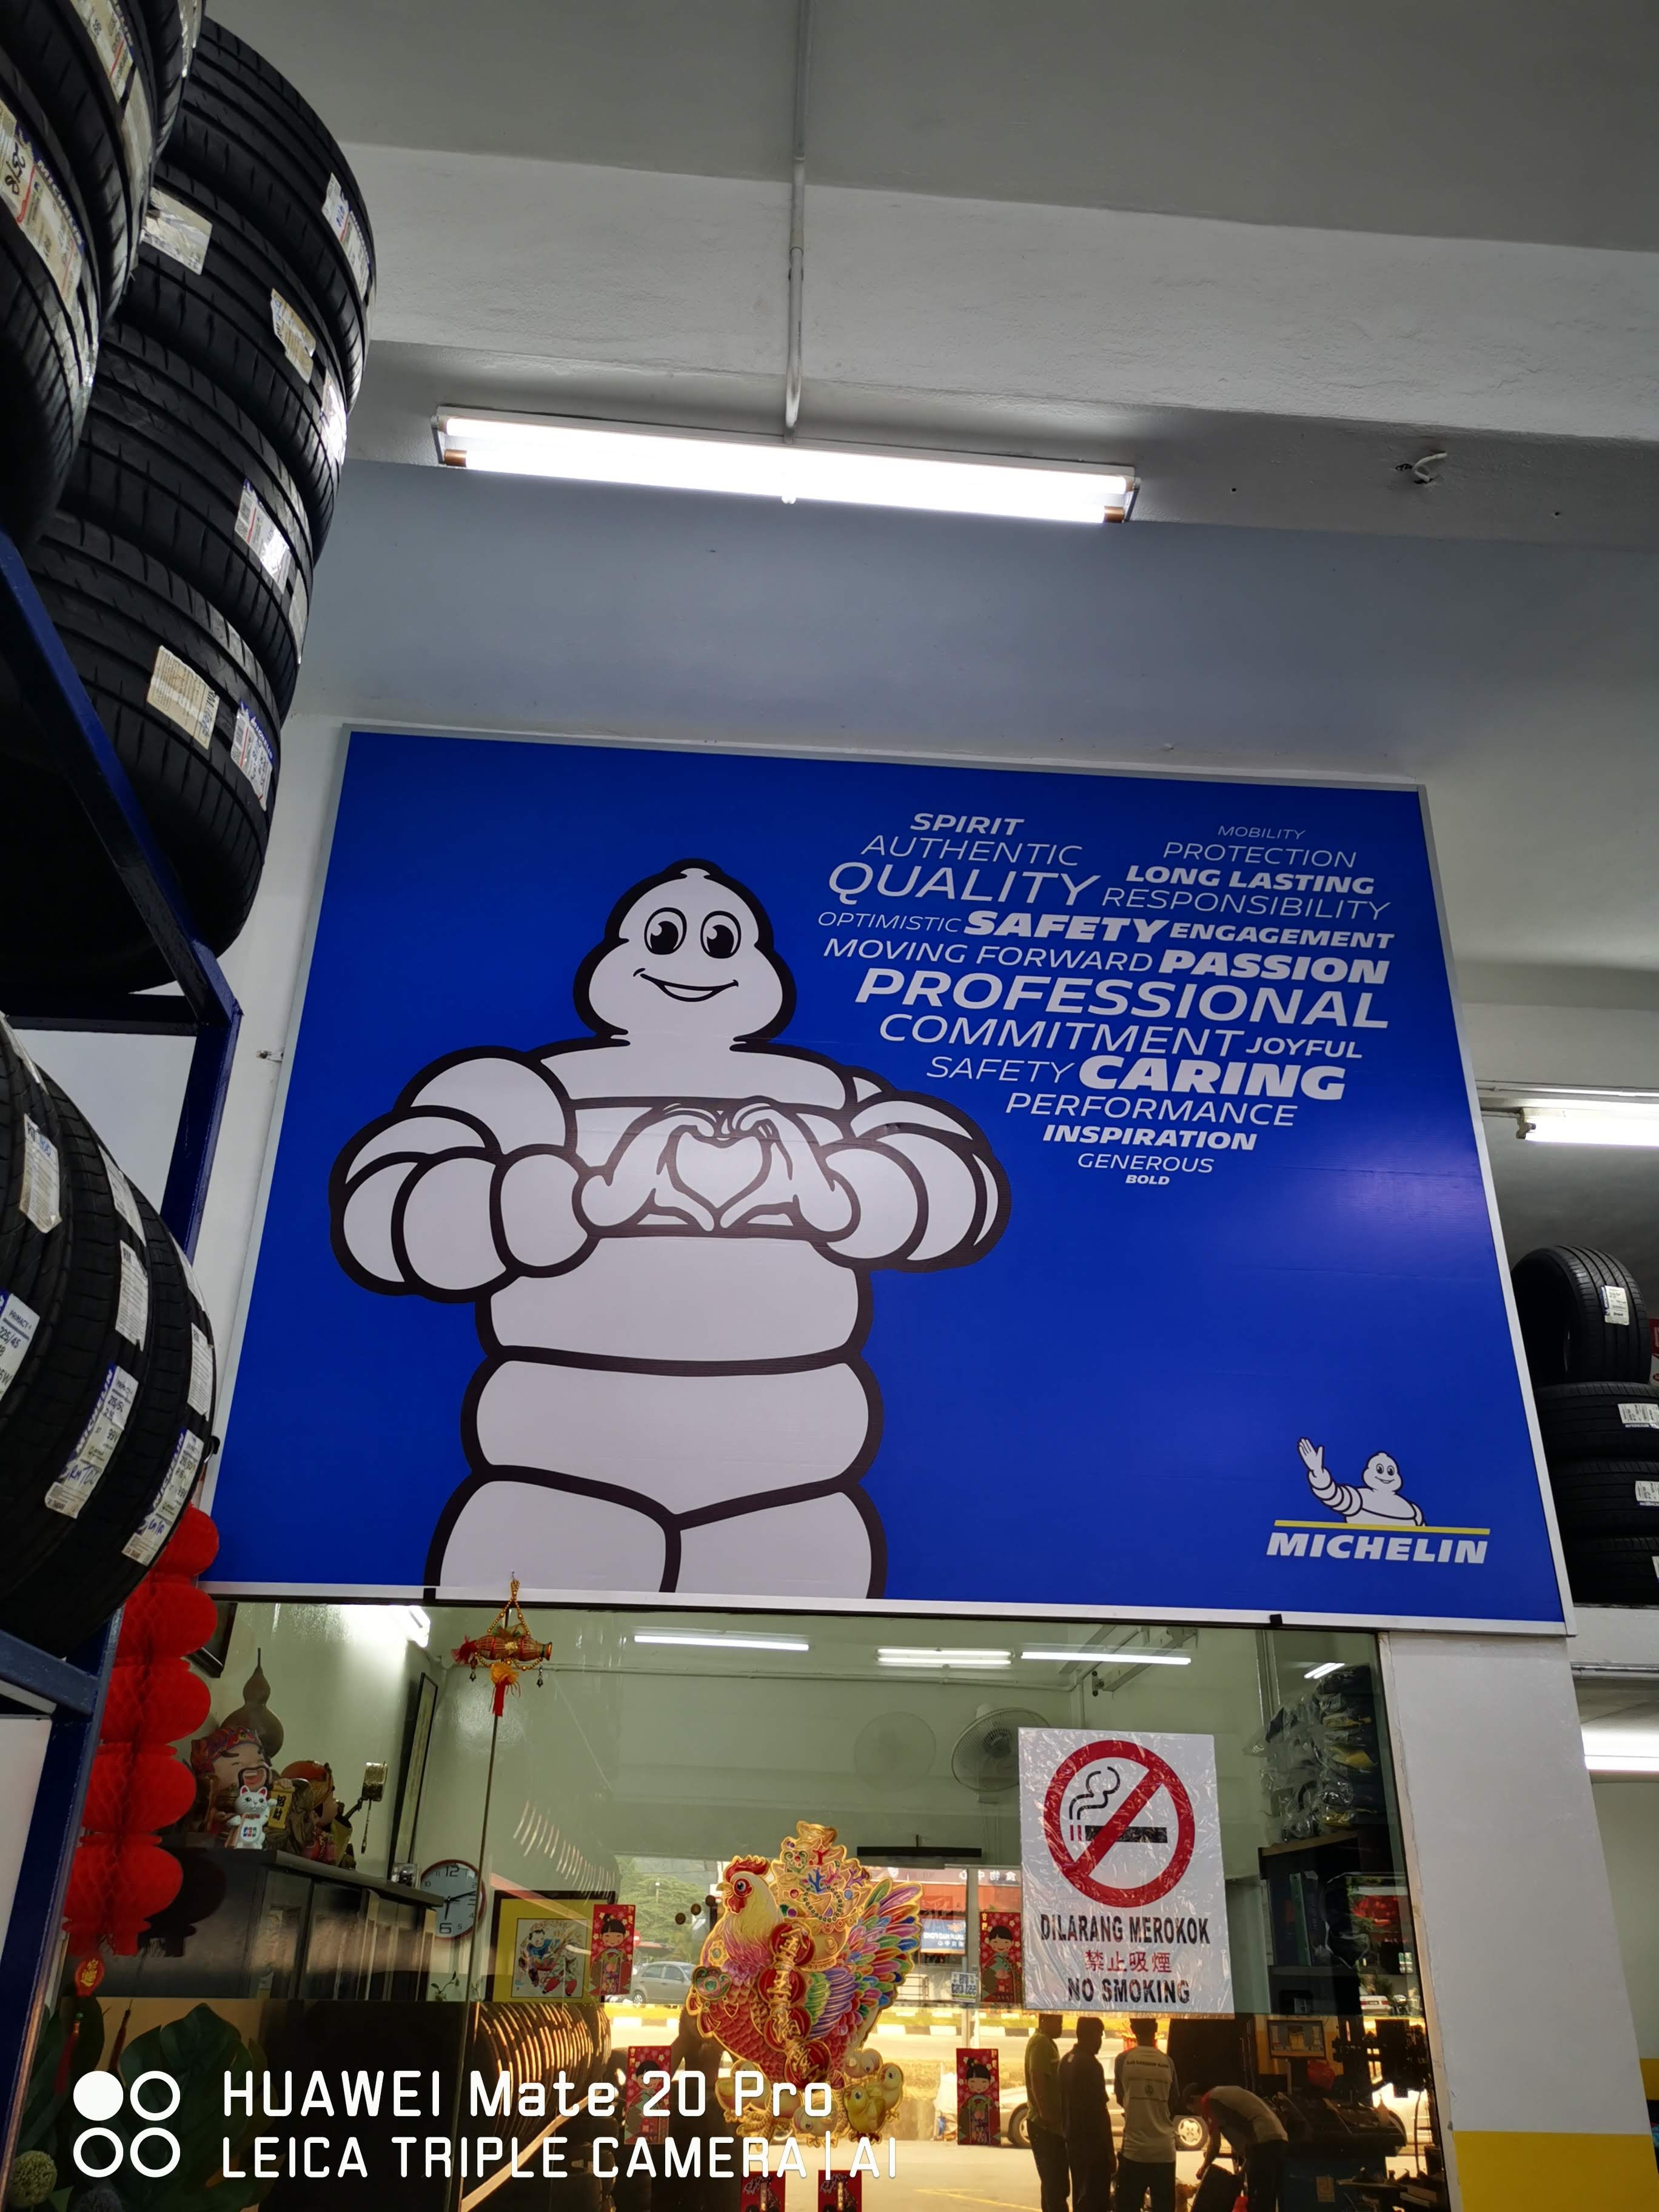 SPIRIT
MOBILITY
AUTHENTIC
PROTECTION
QUALITY
LONG LASTING
RESPONSIBILITY
OPTIMISTIC SAFETY ENGAGEMENT
MOVING FORWARD PASSION
PROFESSIONAL
COMMITMENT JOYFUL
SAFETY CARING
PERFORMANCE
INSPIRATION
GENEROUS
BOLD
MICHELIN
DILARANG MEROKOK
禁止吸煙
NO SMOKING
HUAWEI Mate 20 Pro
LEICA TRIPLE CAMERA | AI